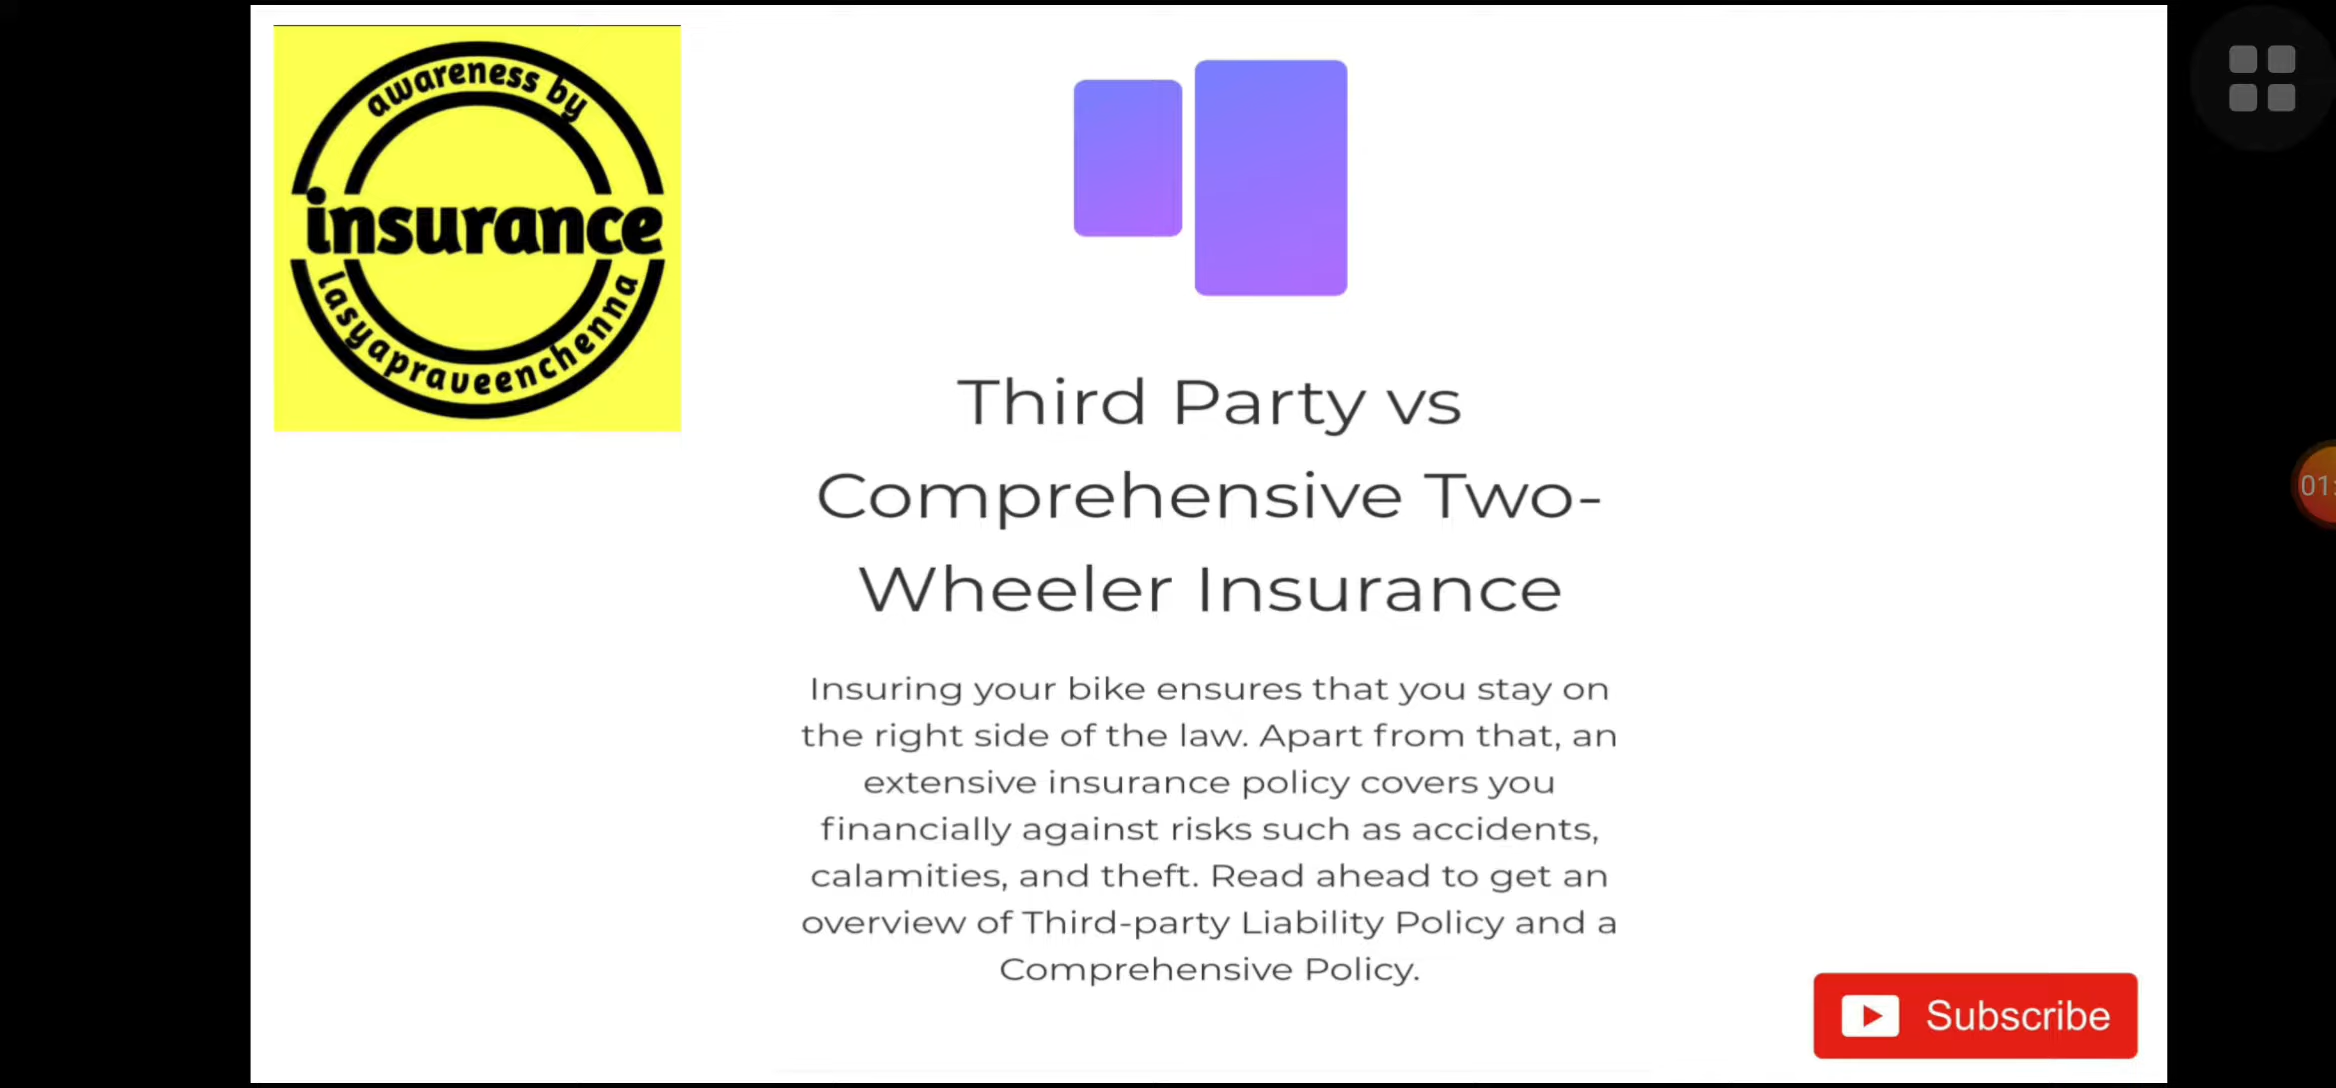 awareness by
insurance
lasyapraveenchenna
Third Party vs
Comprehensive Two-
Wheeler Insurance
Insuring your bike ensures that you stay on
the right side of the law. Apart from that, an
extensive insurance policy covers you
financially against risks such as accidents,
calamities, and theft. Read ahead to get an
overview of Third-party Liability Policy and a
Comprehensive Policy.
01:
Subscribe